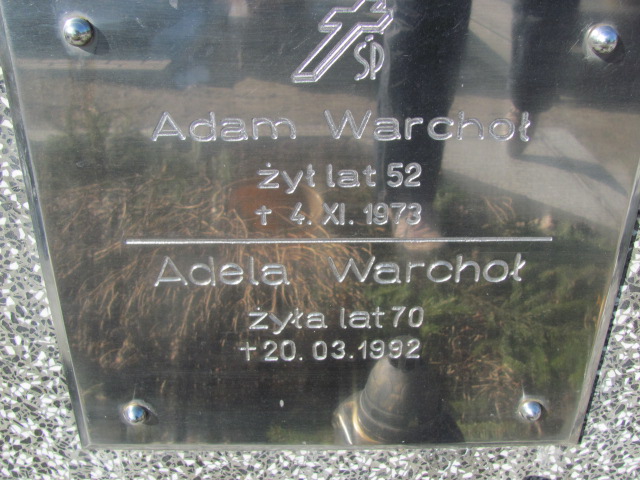 ŚP
Adam Warchoł
żył lat 52
† 4. XI. 1973
Adela Warchoł
żyła lat 70
† 20. 03. 1992